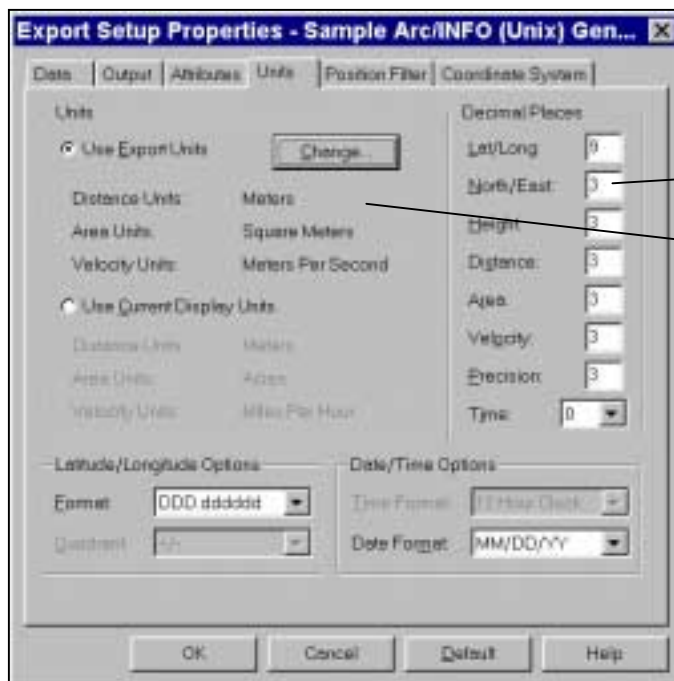 Export Setup Properties - Sample Arc/INFO (Unix) Gen...
Data Output Attributes Units Position Filter Coordinate System
Units
Use Export Units
Change...
Distance Units: Meters
Area Units: Square Meters
Velocity Units: Meters Per Second
Use Current Display Units
Distance Units: Meters
Area Units: Acres
Velocity Units: Miles Per Hour
Decimal Places
Lat/Long: 9
North/East: 3
Height: 3
Distance: 3
Area: 3
Velocity: 3
Precision: 3
Time: 0
Latitude/Longitude Options
Format: DDD.dddddd
Quadrant: +/-
Date/Time Options
Time Format: 12 Hour Clock
Date Format: MM/DD/YY
OK Cancel Default Help